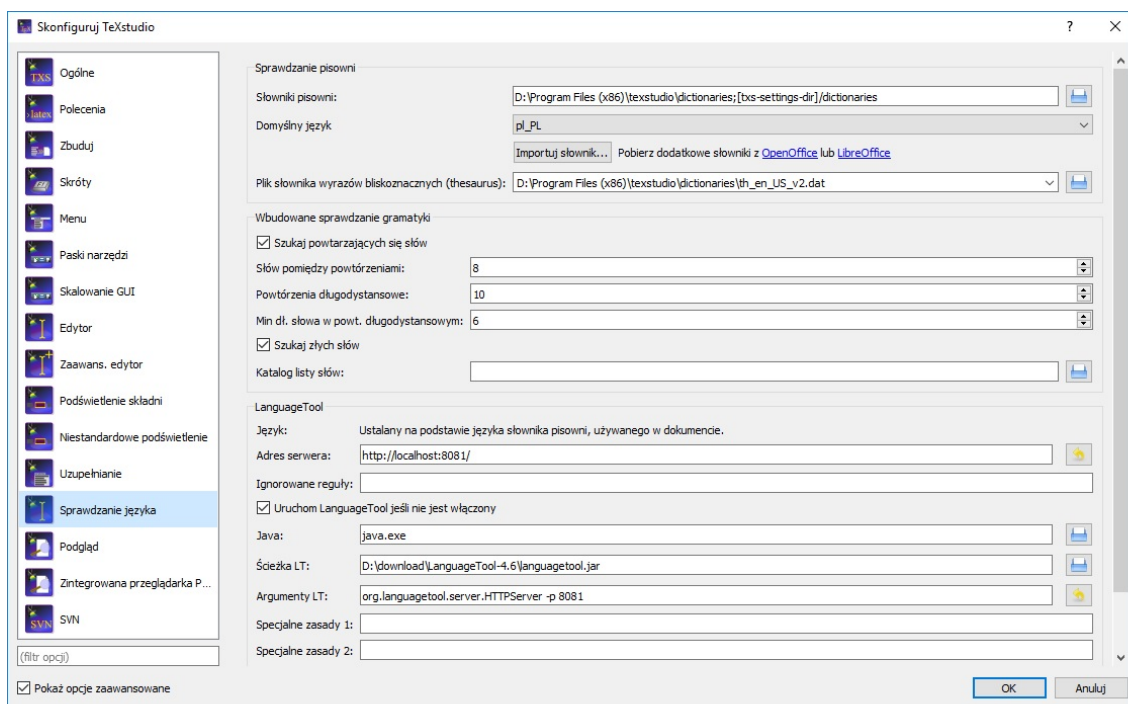 Skonfiguruj TeXstudio
Ogólne
Polecenia
Zbuduj
Skróty
Menu
Paski narzędzi
Skalowanie GUI
Edytor
Zaawans. edytor
Podświetlenie składni
Niestandardowe podświetlenie
Uzupełnianie
Sprawdzanie języka
Podgląd
Zintegrowana przeglądarka P...
SVN
(filtr opcji)
Pokaż opcje zaawansowane
Sprawdzanie pisowni
Słowniki pisowni: D:\Program Files (x86)\texstudio\dictionaries;[txs-settings-dir]/dictionaries
Domyślny język pl_PL
Importuj słownik... Pobierz dodatkowe słowniki z OpenOffice lub LibreOffice
Plik słownika wyrazów bliskoznacznych (thesaurus): D:\Program Files (x86)\texstudio\dictionaries\th_en_US_v2.dat
Wbudowane sprawdzanie gramatyki
Szukaj powtarzających się słów
Słów pomiędzy powtórzeniami: 8
Powtórzenia długodystansowe: 10
Min dł. słowa w powt. długodystansowym: 6
Szukaj złych słów
Katalog listy słów:
LanguageTool
Język: Ustalany na podstawie języka słownika pisowni, używanego w dokumencie.
Adres serwera: http://localhost:8081/
Ignorowane reguły:
Uruchom LanguageTool jeśli nie jest włączony
Java: java.exe
Ścieżka LT: D:\download\LanguageTool-4.6\languagetool.jar
Argumenty LT: org.languagetool.server.HTTPServer -p 8081
Specjalne zasady 1:
Specjalne zasady 2:
OK Anuluj